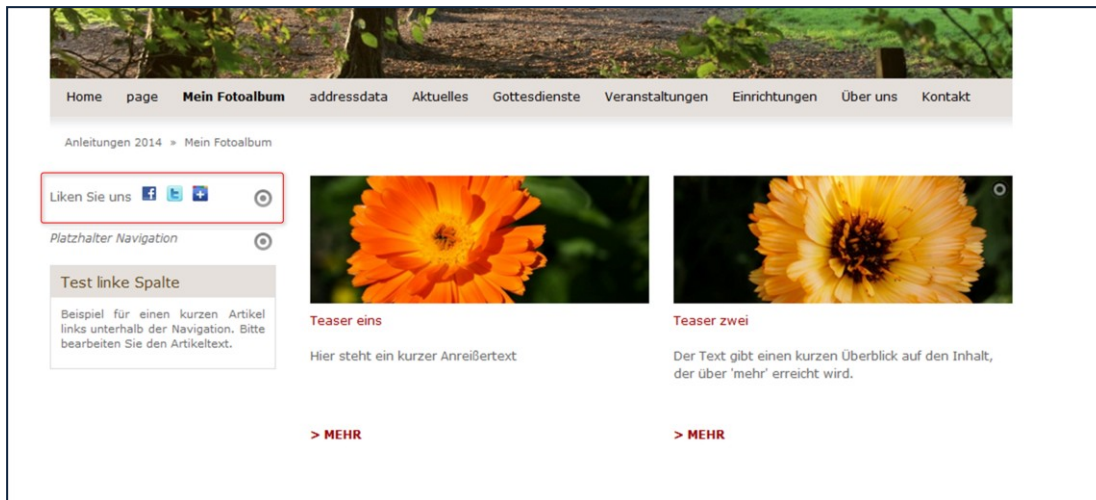 Home page Mein Fotoalbum addressdata Aktuelles Gottesdienste Veranstaltungen Einrichtungen Über uns Kontakt
Anleitungen 2014 » Mein Fotoalbum
Liken Sie uns
Platzhalter Navigation
Test linke Spalte
Beispiel für einen kurzen Artikel
links unterhalb der Navigation. Bitte
bearbeiten Sie den Artikeltext.
Teaser eins
Hier steht ein kurzer Anreißertext
> MEHR
Teaser zwei
Der Text gibt einen kurzen Überblick auf den Inhalt,
der über 'mehr' erreicht wird.
> MEHR